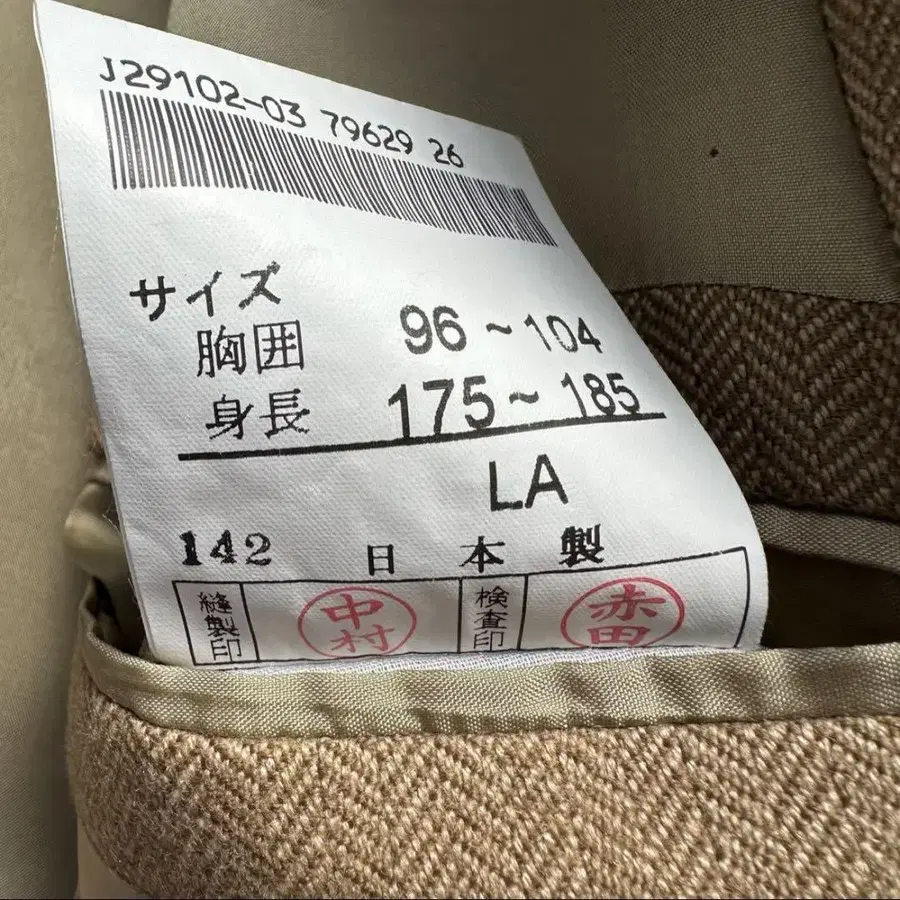 J29102-03 79629 26
サイズ
胸囲 96 ~ 104
身長 175 ~ 185
LA
142 日本製
縫製印 中村 検査印 赤田